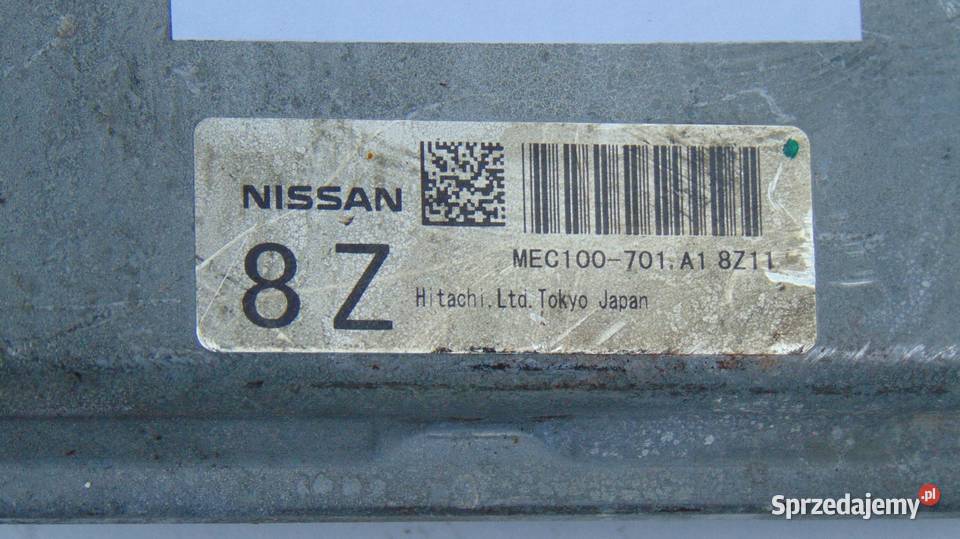 NISSAN
8Z
MEC100-701.A1 8Z11
Hitachi.Ltd.Tokyo Japan
Sprzedajemy.pl